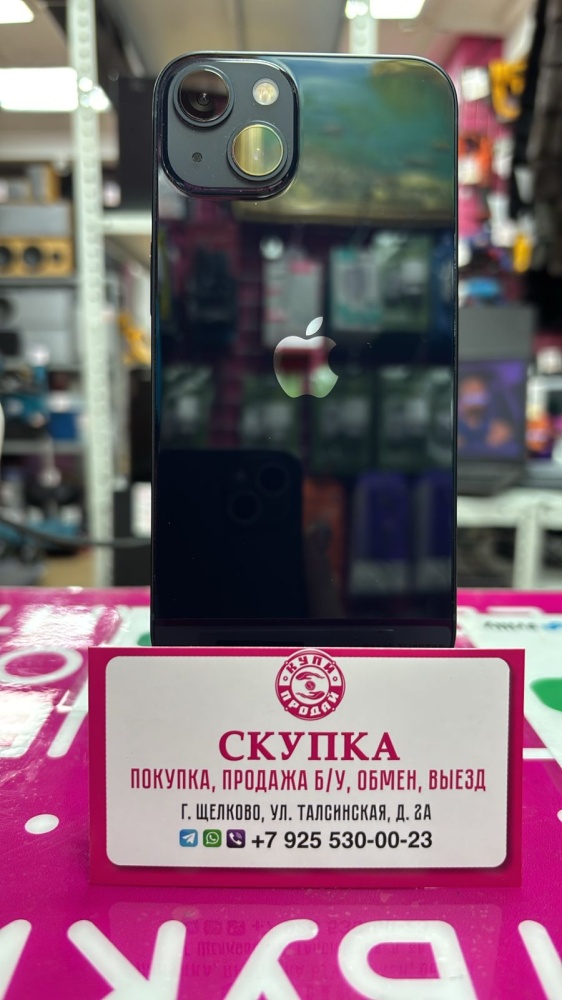 КУПИ
ПРОДАЙ
СКУПКА
ПОКУПКА, ПРОДАЖА Б/У, ОБМЕН, ВЫЕЗД
Г. ЩЕЛКОВО, УЛ. ТАЛСИНСКАЯ, Д. 2А
+7 925 530-00-23